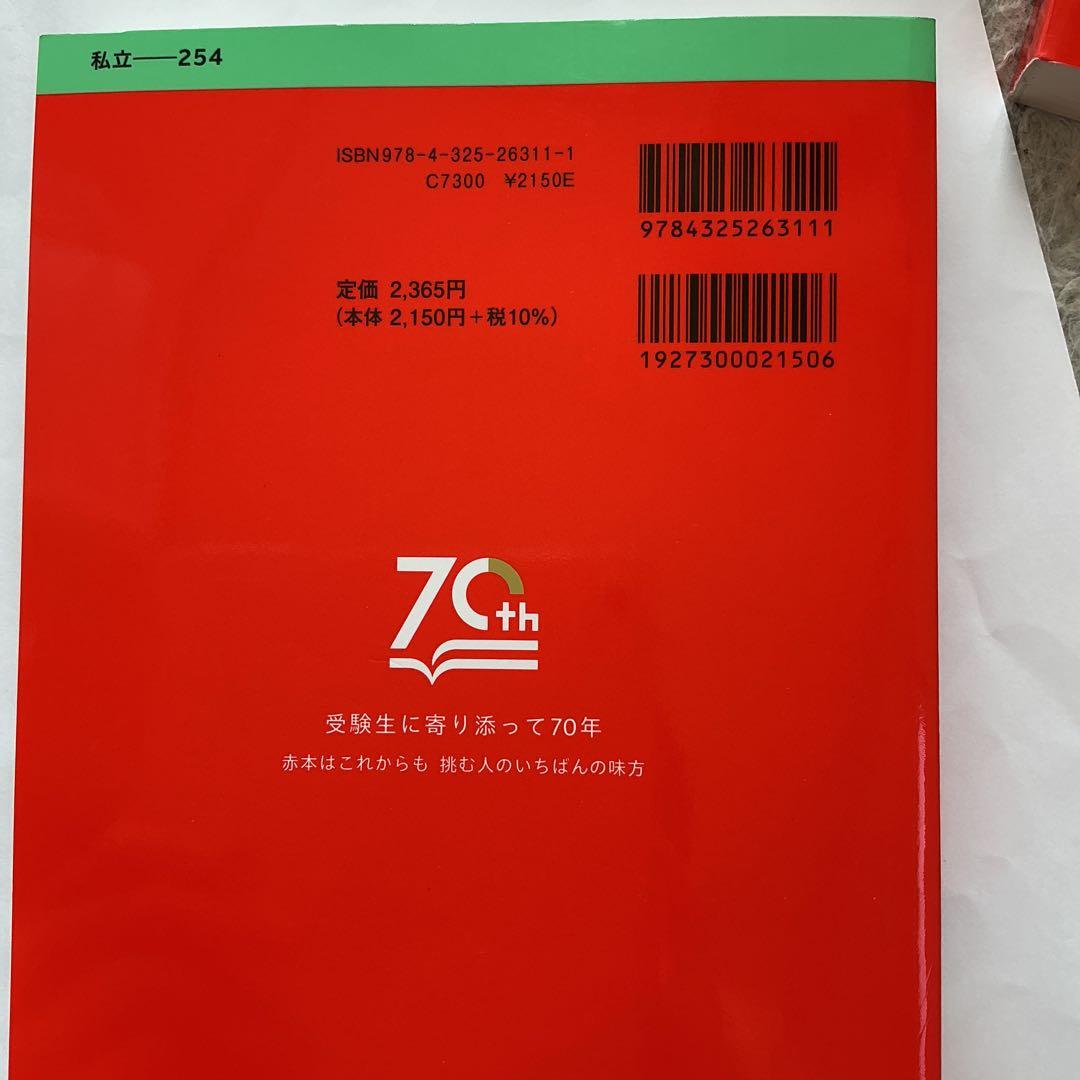 私立――254
ISBN978-4-325-26311-1
C7300 ¥2150E
9784325263111
定価 2,365円
(本体 2,150円+税10%)
1927300021506
70th
受験生に寄り添って70年
赤本はこれからも 挑む人のいちばんの味方